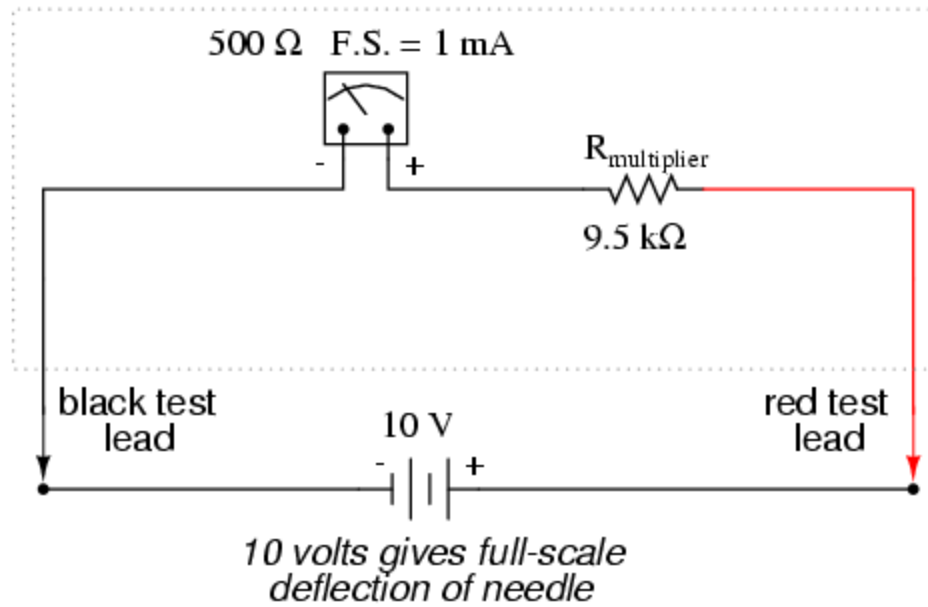 500 Ω F.S. = 1 mA
- +
Rmultiplier
9.5 kΩ
black test
lead
10 V
- +
red test
lead
10 volts gives full-scale
deflection of needle